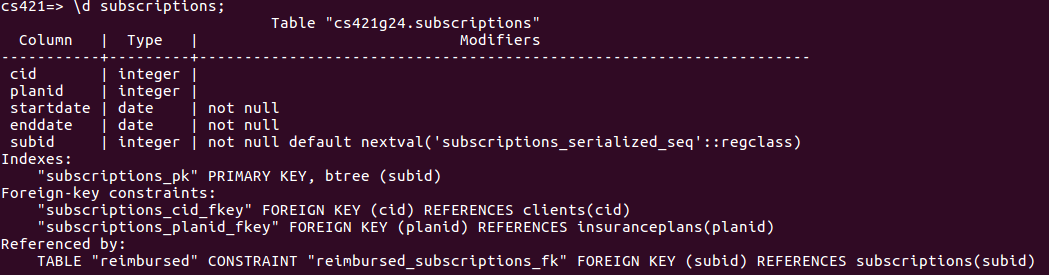 cs421=> \d subscriptions;
                              Table "cs421g24.subscriptions"
  Column   |  Type   |                             Modifiers
-----------+---------+--------------------------------------------------------------------
 cid       | integer |
 planid    | integer |
 startdate | date    | not null
 enddate   | date    | not null
 subid     | integer | not null default nextval('subscriptions_serialized_seq'::regclass)
Indexes:
    "subscriptions_pk" PRIMARY KEY, btree (subid)
Foreign-key constraints:
    "subscriptions_cid_fkey" FOREIGN KEY (cid) REFERENCES clients(cid)
    "subscriptions_planid_fkey" FOREIGN KEY (planid) REFERENCES insuranceplans(planid)
Referenced by:
    TABLE "reimbursed" CONSTRAINT "reimbursed_subscriptions_fk" FOREIGN KEY (subid) REFERENCES subscriptions(subid)